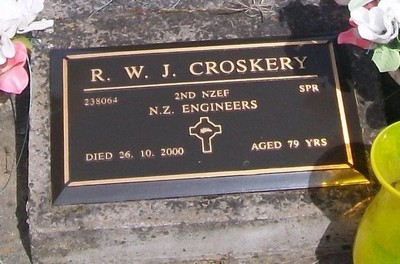 R. W. J. CROSKERY
238064 2ND NZEF SPR
N.Z. ENGINEERS
DIED 26. 10. 2000 AGED 79 YRS